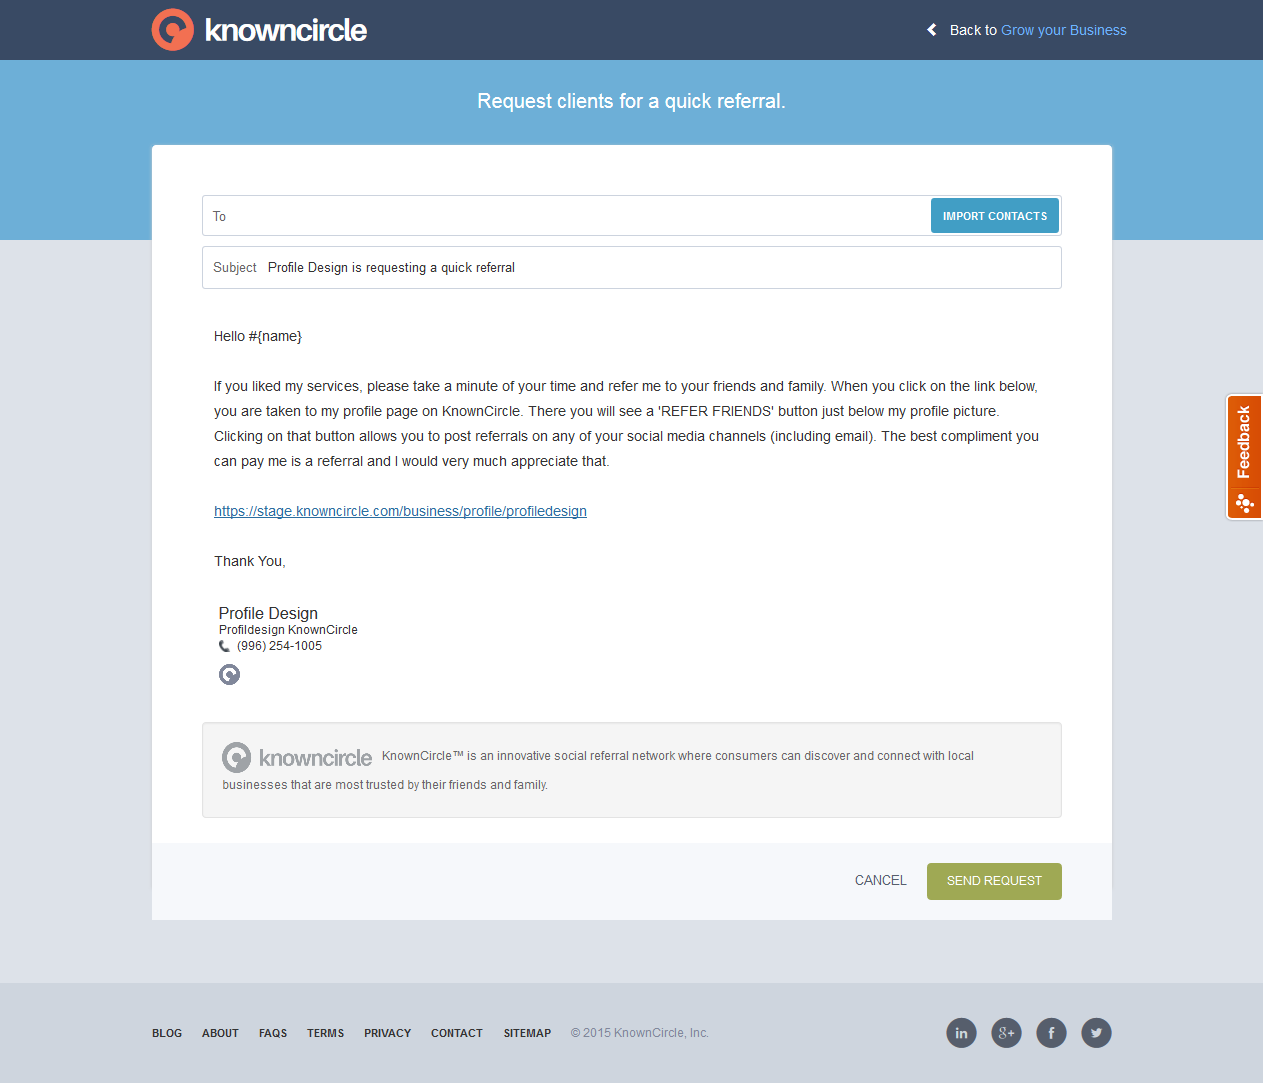 knowncircle
Back to Grow your Business
Request clients for a quick referral.
To
IMPORT CONTACTS
Subject Profile Design is requesting a quick referral
Hello #{name}
If you liked my services, please take a minute of your time and refer me to your friends and family. When you click on the link below,
you are taken to my profile page on KnownCircle. There you will see a 'REFER FRIENDS' button just below my profile picture.
Clicking on that button allows you to post referrals on any of your social media channels (including email). The best compliment you
can pay me is a referral and I would very much appreciate that.
https://stage.knowncircle.com/business/profile/profiledesign
Thank You,
Profile Design
Profildesign KnownCircle
(996) 254-1005
knowncircle KnownCircle™ is an innovative social referral network where consumers can discover and connect with local
businesses that are most trusted by their friends and family.
CANCEL
SEND REQUEST
Feedback
BLOG ABOUT FAQS TERMS PRIVACY CONTACT SITEMAP © 2015 KnownCircle, Inc.
in g+ f